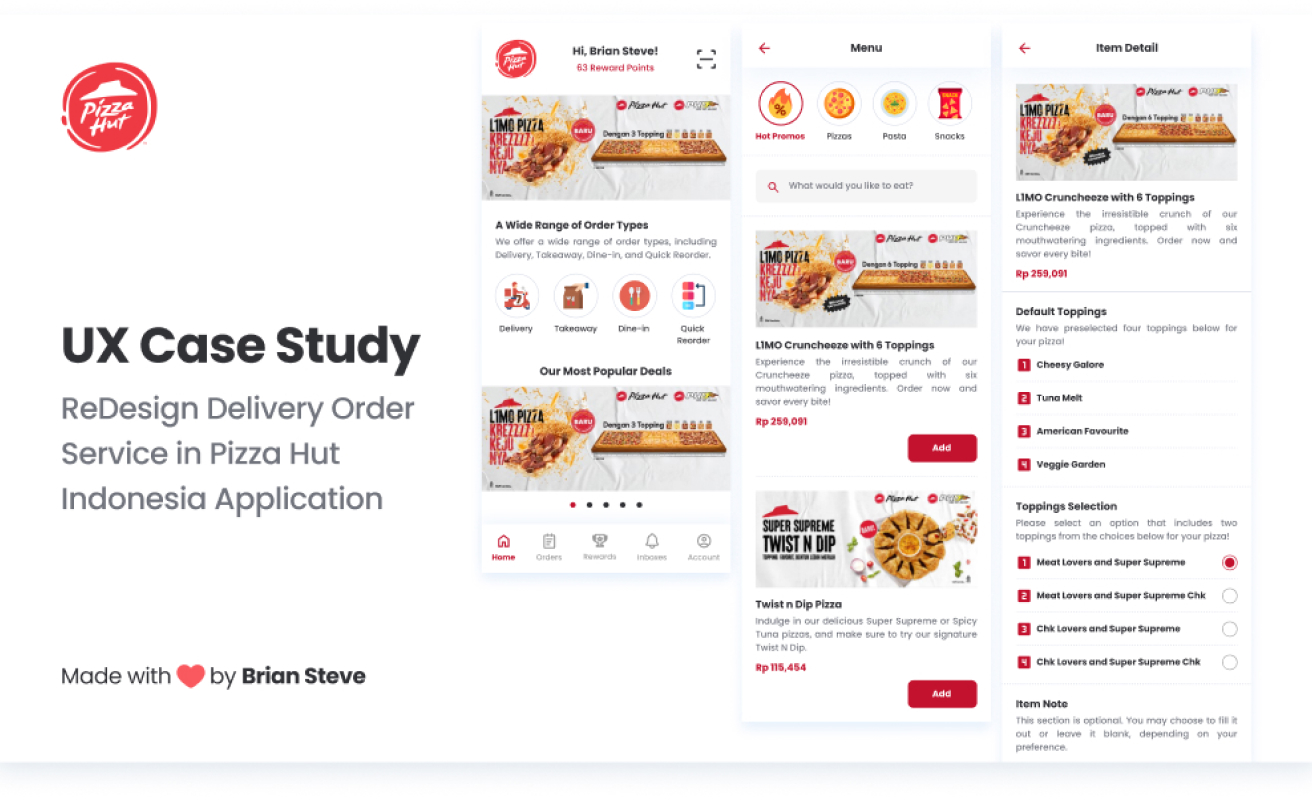 Pizza
Hut
UX Case Study
ReDesign Delivery Order
Service in Pizza Hut
Indonesia Application
Made with by Brian Steve
Pizza
Hut
Hi, Brian Steve!
63 Reward Points
Pizza Hut
L1MO PIZZA
KREZZZZ!
KEJU
NYA!
BARU
Dengan 3 Topping
A Wide Range of Order Types
We offer a wide range of order types, including
Delivery, Takeaway, Dine-in, and Quick Reorder.
Delivery
Takeaway
Dine-in
Quick
Reorder
Our Most Popular Deals
Pizza Hut
L1MO PIZZA
KREZZZZ!
KEJU
NYA!
BARU
Dengan 3 Topping
Home
Orders
Rewards
Inboxes
Account
Menu
%
SNACK
Hot Promos
Pizzas
Pasta
Snacks
What would you like to eat?
Pizza Hut
L1MO PIZZA
KREZZZZ!
KEJU
NYA!
BARU
Dengan 6 Topping
L1MO Cruncheeze with 6 Toppings
Experience the irresistible crunch of our
Cruncheeze pizza, topped with six
mouthwatering ingredients. Order now and
savor every bite!
Rp 259,091
Add
Pizza Hut
SUPER SUPREME
TWIST N DIP
BARU!
Twist n Dip Pizza
Indulge in our delicious Super Supreme or Spicy
Tuna pizzas, and make sure to try our signature
Twist N Dip.
Rp 115,454
Add
Item Detail
Pizza Hut
L1MO PIZZA
KREZZZZ!
KEJU
NYA!
BARU
Dengan 6 Topping
L1MO Cruncheeze with 6 Toppings
Experience the irresistible crunch of our
Cruncheeze pizza, topped with six
mouthwatering ingredients. Order now and
savor every bite!
Rp 259,091
Default Toppings
We have preselected four toppings below for
your pizza!
1 Cheesy Galore
2 Tuna Melt
3 American Favourite
4 Veggie Garden
Toppings Selection
Please select an option that includes two
toppings from the choices below for your pizza!
1 Meat Lovers and Super Supreme
2 Meat Lovers and Super Supreme Chk
3 Chk Lovers and Super Supreme
4 Chk Lovers and Super Supreme Chk
Item Note
This section is optional. You may choose to fill it
out or leave it blank, depending on your
preference.